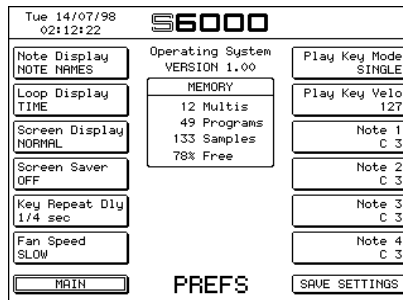 Tue 14/07/98
02:12:22
S6000
Note Display
NOTE NAMES
Loop Display
TIME
Screen Display
NORMAL
Screen Saver
OFF
Key Repeat Dly
1/4 sec
Fan Speed
SLOW
MAIN
Operating System
VERSION 1.00
MEMORY
12 Multis
49 Programs
133 Samples
78% Free
PREFS
Play Key Mode
SINGLE
Play Key Velo
127
Note 1
C 3
Note 2
C 3
Note 3
C 3
Note 4
C 3
SAVE SETTINGS